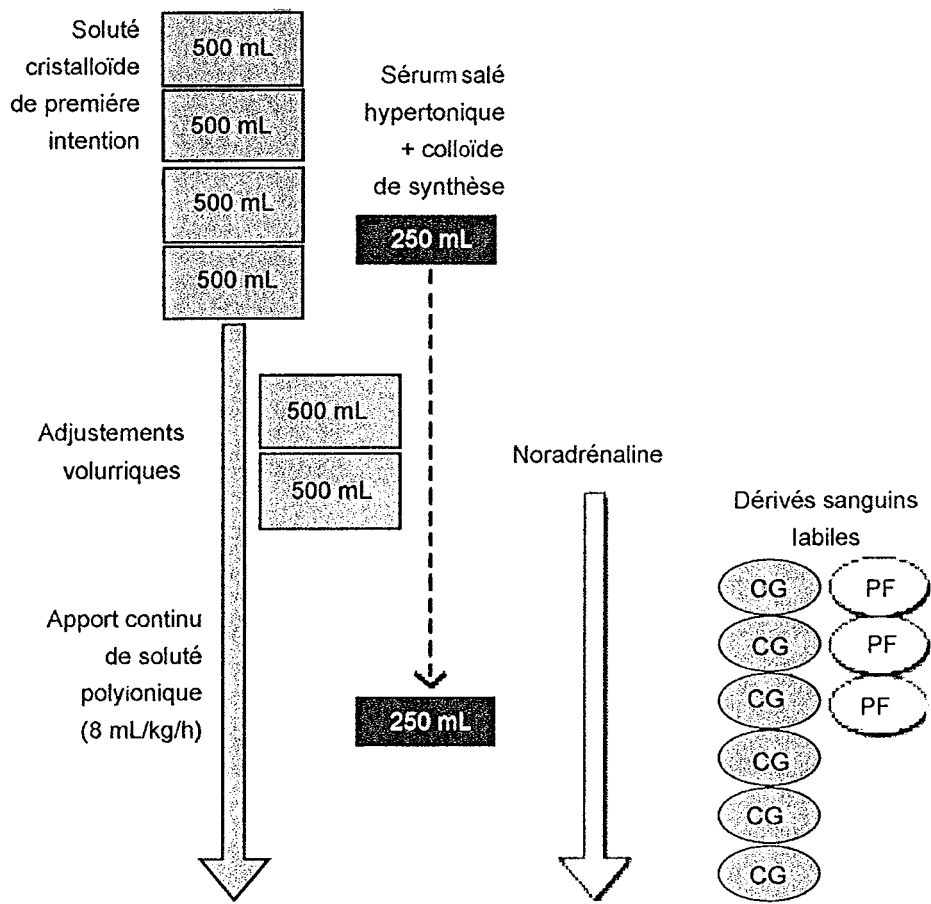 Soluté
cristalloïde
de premiére
intention
500 mL
500 mL
500 mL
500 mL
Sérurm salé
hypertonique
+ colloïde
de synthèse
250 mL
Adjustements
volurriques
500 mL
500 mL
Noradrénaline
Dérivés sanguins
labiles
CG PF
CG PF
CG PF
CG
CG
CG
Apport continu
de soluté
polyionique
(8 mL/kg/h)
250 mL